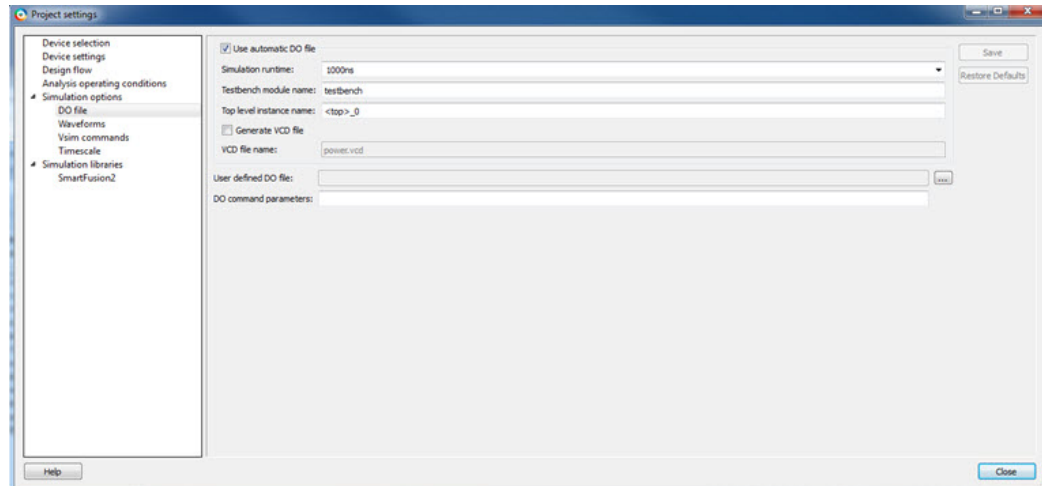 Project settings
Device selection
Device settings
Design flow
Analysis operating conditions
Simulation options
DO file
Waveforms
Vsim commands
Timescale
Simulation libraries
SmartFusion2
Use automatic DO file
Simulation runtime: 1000ns
Testbench module name: testbench
Top level instance name: <top>_0
Generate VCD file
VCD file name: power.vcd
User defined DO file: ...
DO command parameters:
Save
Restore Defaults
Help
Close